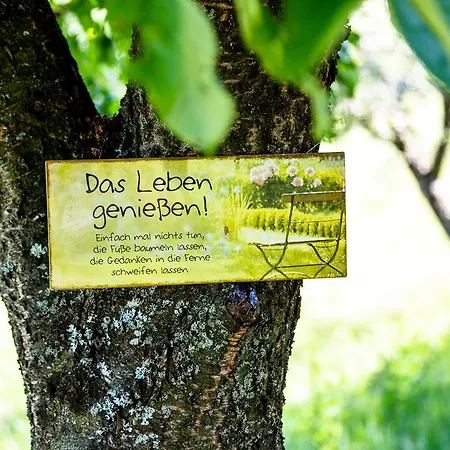 Das Leben
genießen!
Einfach mal nichts tun,
die Füße baumeln lassen,
die Gedanken in die Ferne
schweifen lassen.